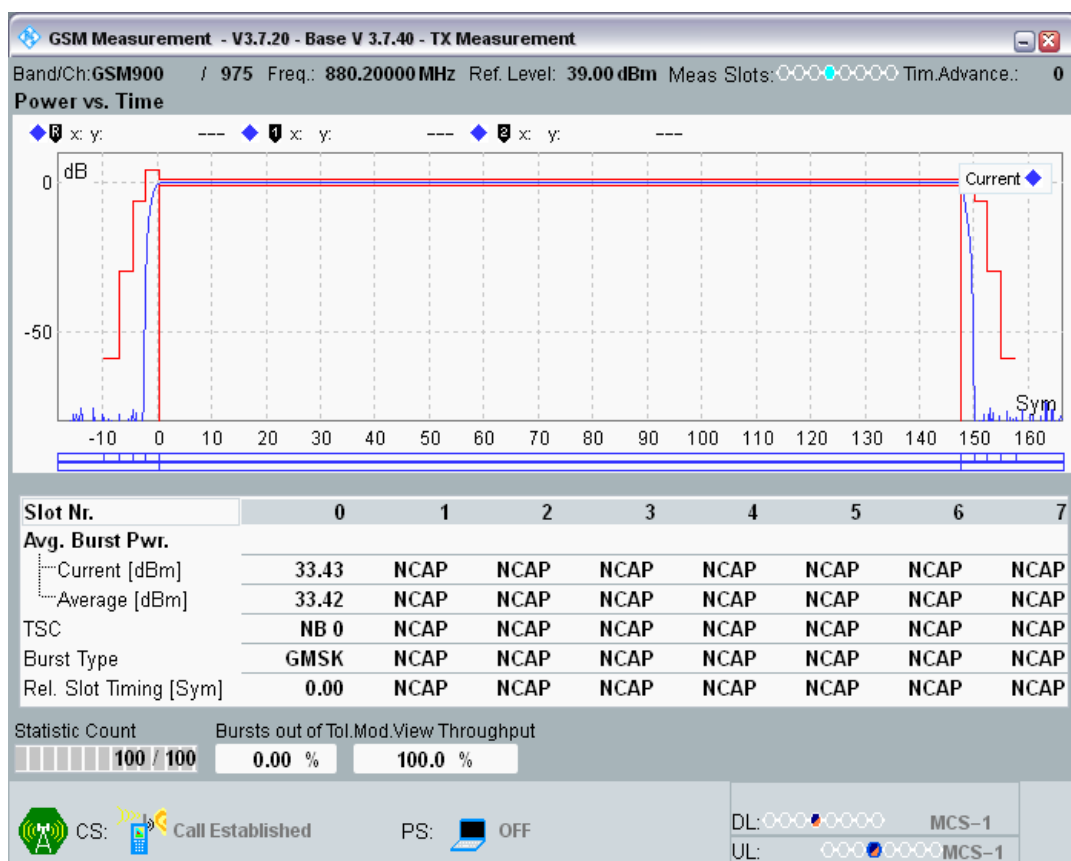 GSM Measurement - V3.7.20 - Base V 3.7.40 - TX Measurement
Band/Ch:GSM900 / 975 Freq.: 880.20000 MHz Ref. Level: 39.00 dBm Meas Slots: Tim.Advance.: 0
Power vs. Time
R x: y: --- 1 x: y: --- 2 x: y: ---
dB
Current
0
-50
Sym
-10 0 10 20 30 40 50 60 70 80 90 100 110 120 130 140 150 160
Slot Nr. 0 1 2 3 4 5 6 7
Avg. Burst Pwr.
Current [dBm] 33.43 NCAP NCAP NCAP NCAP NCAP NCAP NCAP
Average [dBm] 33.42 NCAP NCAP NCAP NCAP NCAP NCAP NCAP
TSC NB 0 NCAP NCAP NCAP NCAP NCAP NCAP NCAP
Burst Type GMSK NCAP NCAP NCAP NCAP NCAP NCAP NCAP
Rel. Slot Timing [Sym] 0.00 NCAP NCAP NCAP NCAP NCAP NCAP NCAP
Statistic Count Bursts out of Tol.Mod.View Throughput
100 / 100 0.00 % 100.0 %
CS: Call Established PS: OFF
DL: MCS-1
UL: MCS-1